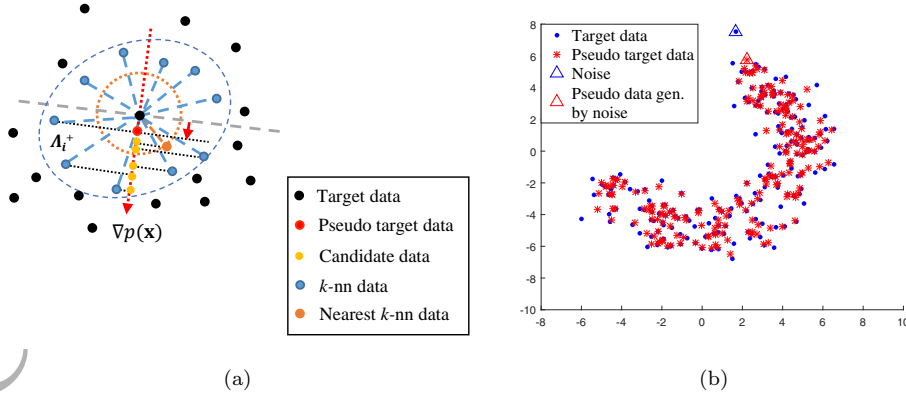 Λᵢ⁺
∇p(x)
Target data
Pseudo target data
Candidate data
k-nn data
Nearest k-nn data
(a)
8
6
4
2
0
-2
-4
-6
-8
-10
-8 -6 -4 -2 0 2 4 6 8 10
Target data
Pseudo target data
Noise
Pseudo data gen.
by noise
(b)